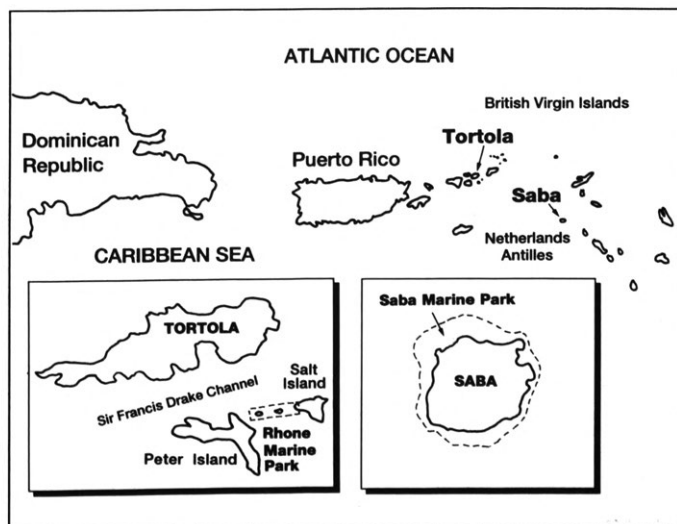 ATLANTIC OCEAN
British Virgin Islands
Dominican
Republic
Tortola
Puerto Rico
Saba
Netherlands
Antilles
CARIBBEAN SEA
TORTOLA
Salt
Island
Sir Francis Drake Channel
Rhone
Marine
Park
Peter Island
Saba Marine Park
SABA